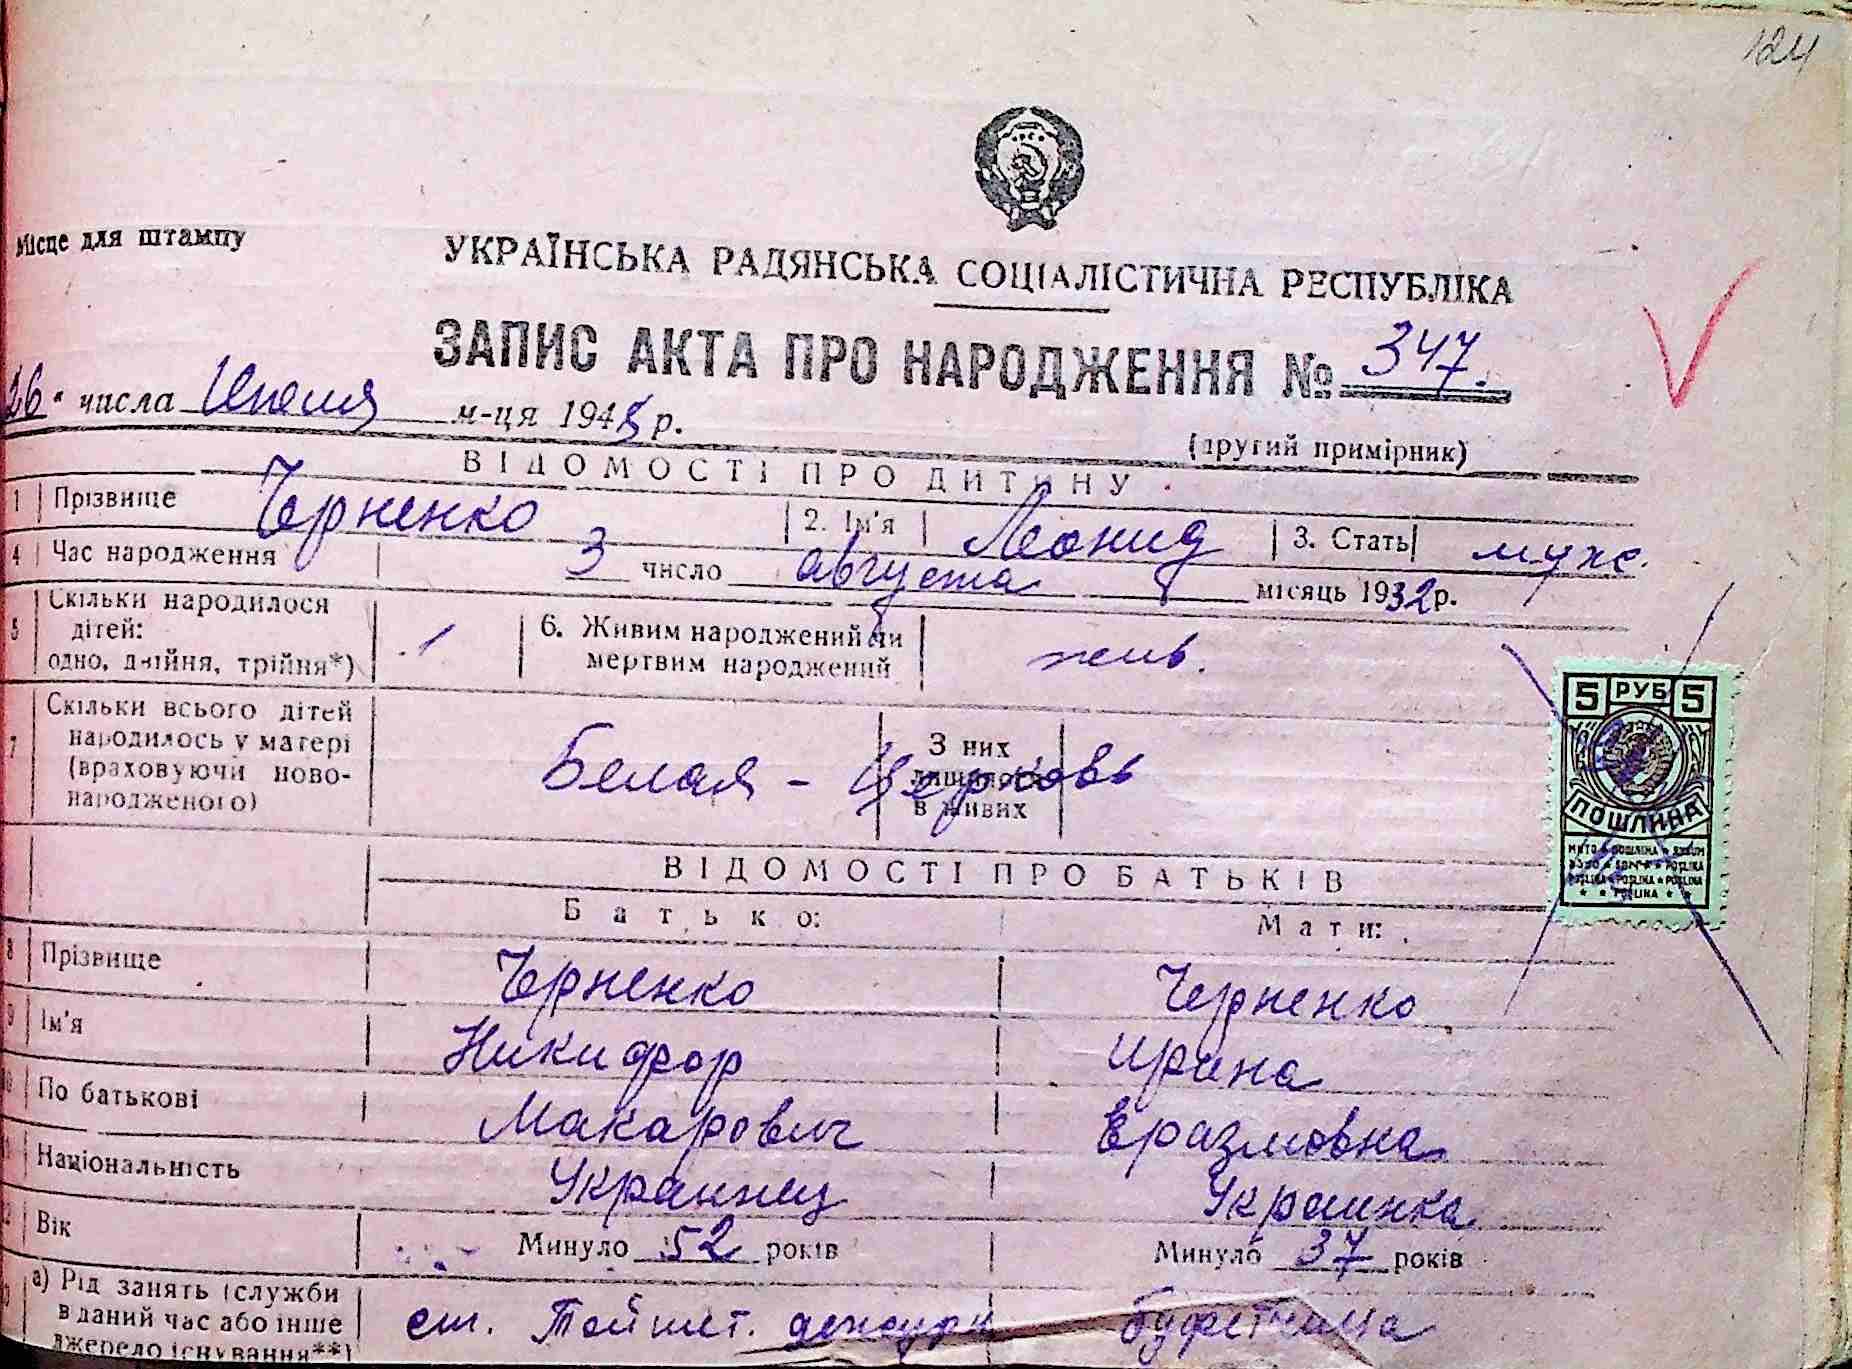 124
Місце для штампу
УКРАЇНСЬКА РАДЯНСЬКА СОЦІАЛІСТИЧНА РЕСПУБЛІКА
ЗАПИС АКТА ПРО НАРОДЖЕННЯ № 347.
26 числа Июля м-ця 1945 р.
(другий примірник)
ВІДОМОСТІ ПРО ДИТИНУ
1 Прізвище Черненко 2. Ім'я Леонид 3. Стать муж.
4 Час народження 3 число августа місяць 1932 р.
5 Скільки народилося дітей: одно, двійня, трійня*) 1 6. Живим народжений чи мертвим народжений жив.
7 Скільки всього дітей народилось у матері (враховуючи новонародженого) Белая - Церковь З них лишилось в живих
5 РУБ 5
ПОШЛИНА
ВІДОМОСТІ ПРО БАТЬКІВ
Батько: Мати:
8 Прізвище Черненко Черненко
9 Ім'я Никифор Ирина
10 По батькові Макарович Еразмовна
11 Національність Украинец Украинка
12 Вік Минуло 52 років Минуло 37 років
а) Рід занять (служби в даний час або інше джерело існування**) ст. Тайшет. дежурн буфетчица